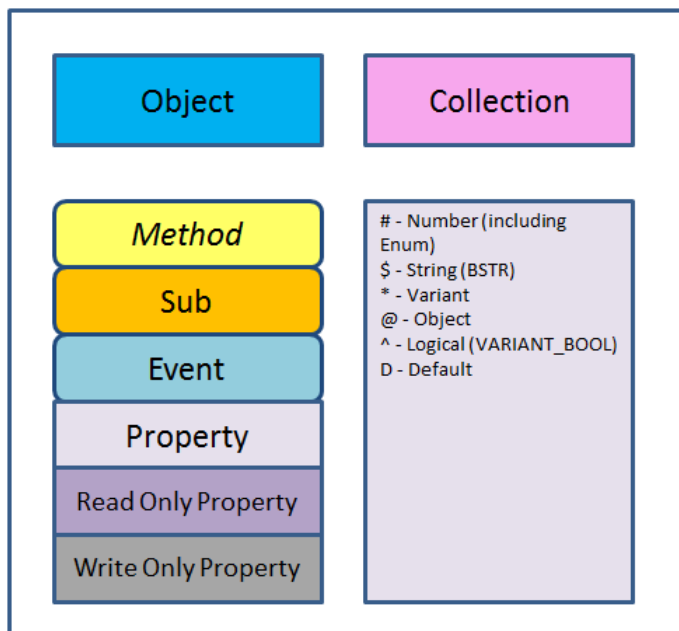 Object
Collection
Method
Sub
Event
Property
Read Only Property
Write Only Property
# - Number (including
Enum)
$ - String (BSTR)
* - Variant
@ - Object
^ - Logical (VARIANT_BOOL)
D - Default